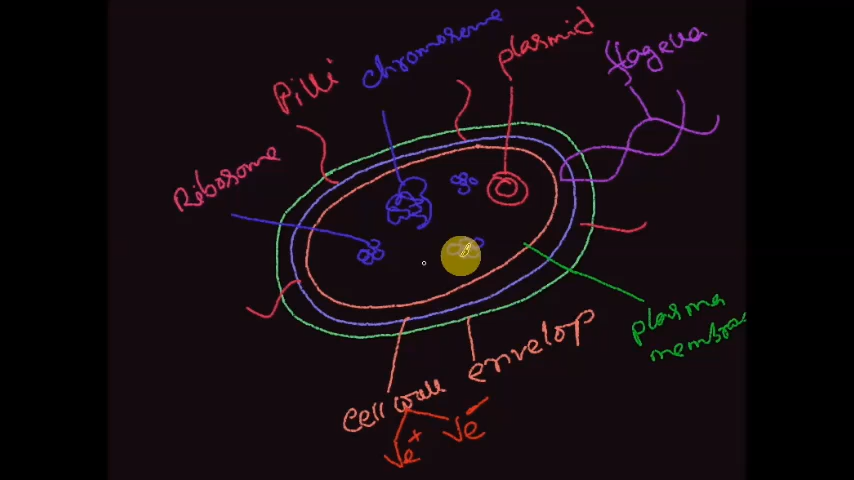 Pilli
chromosome
plasmid
flagella
Ribosome
plasma
membrane
envelop
cell wall
ve+
ve-